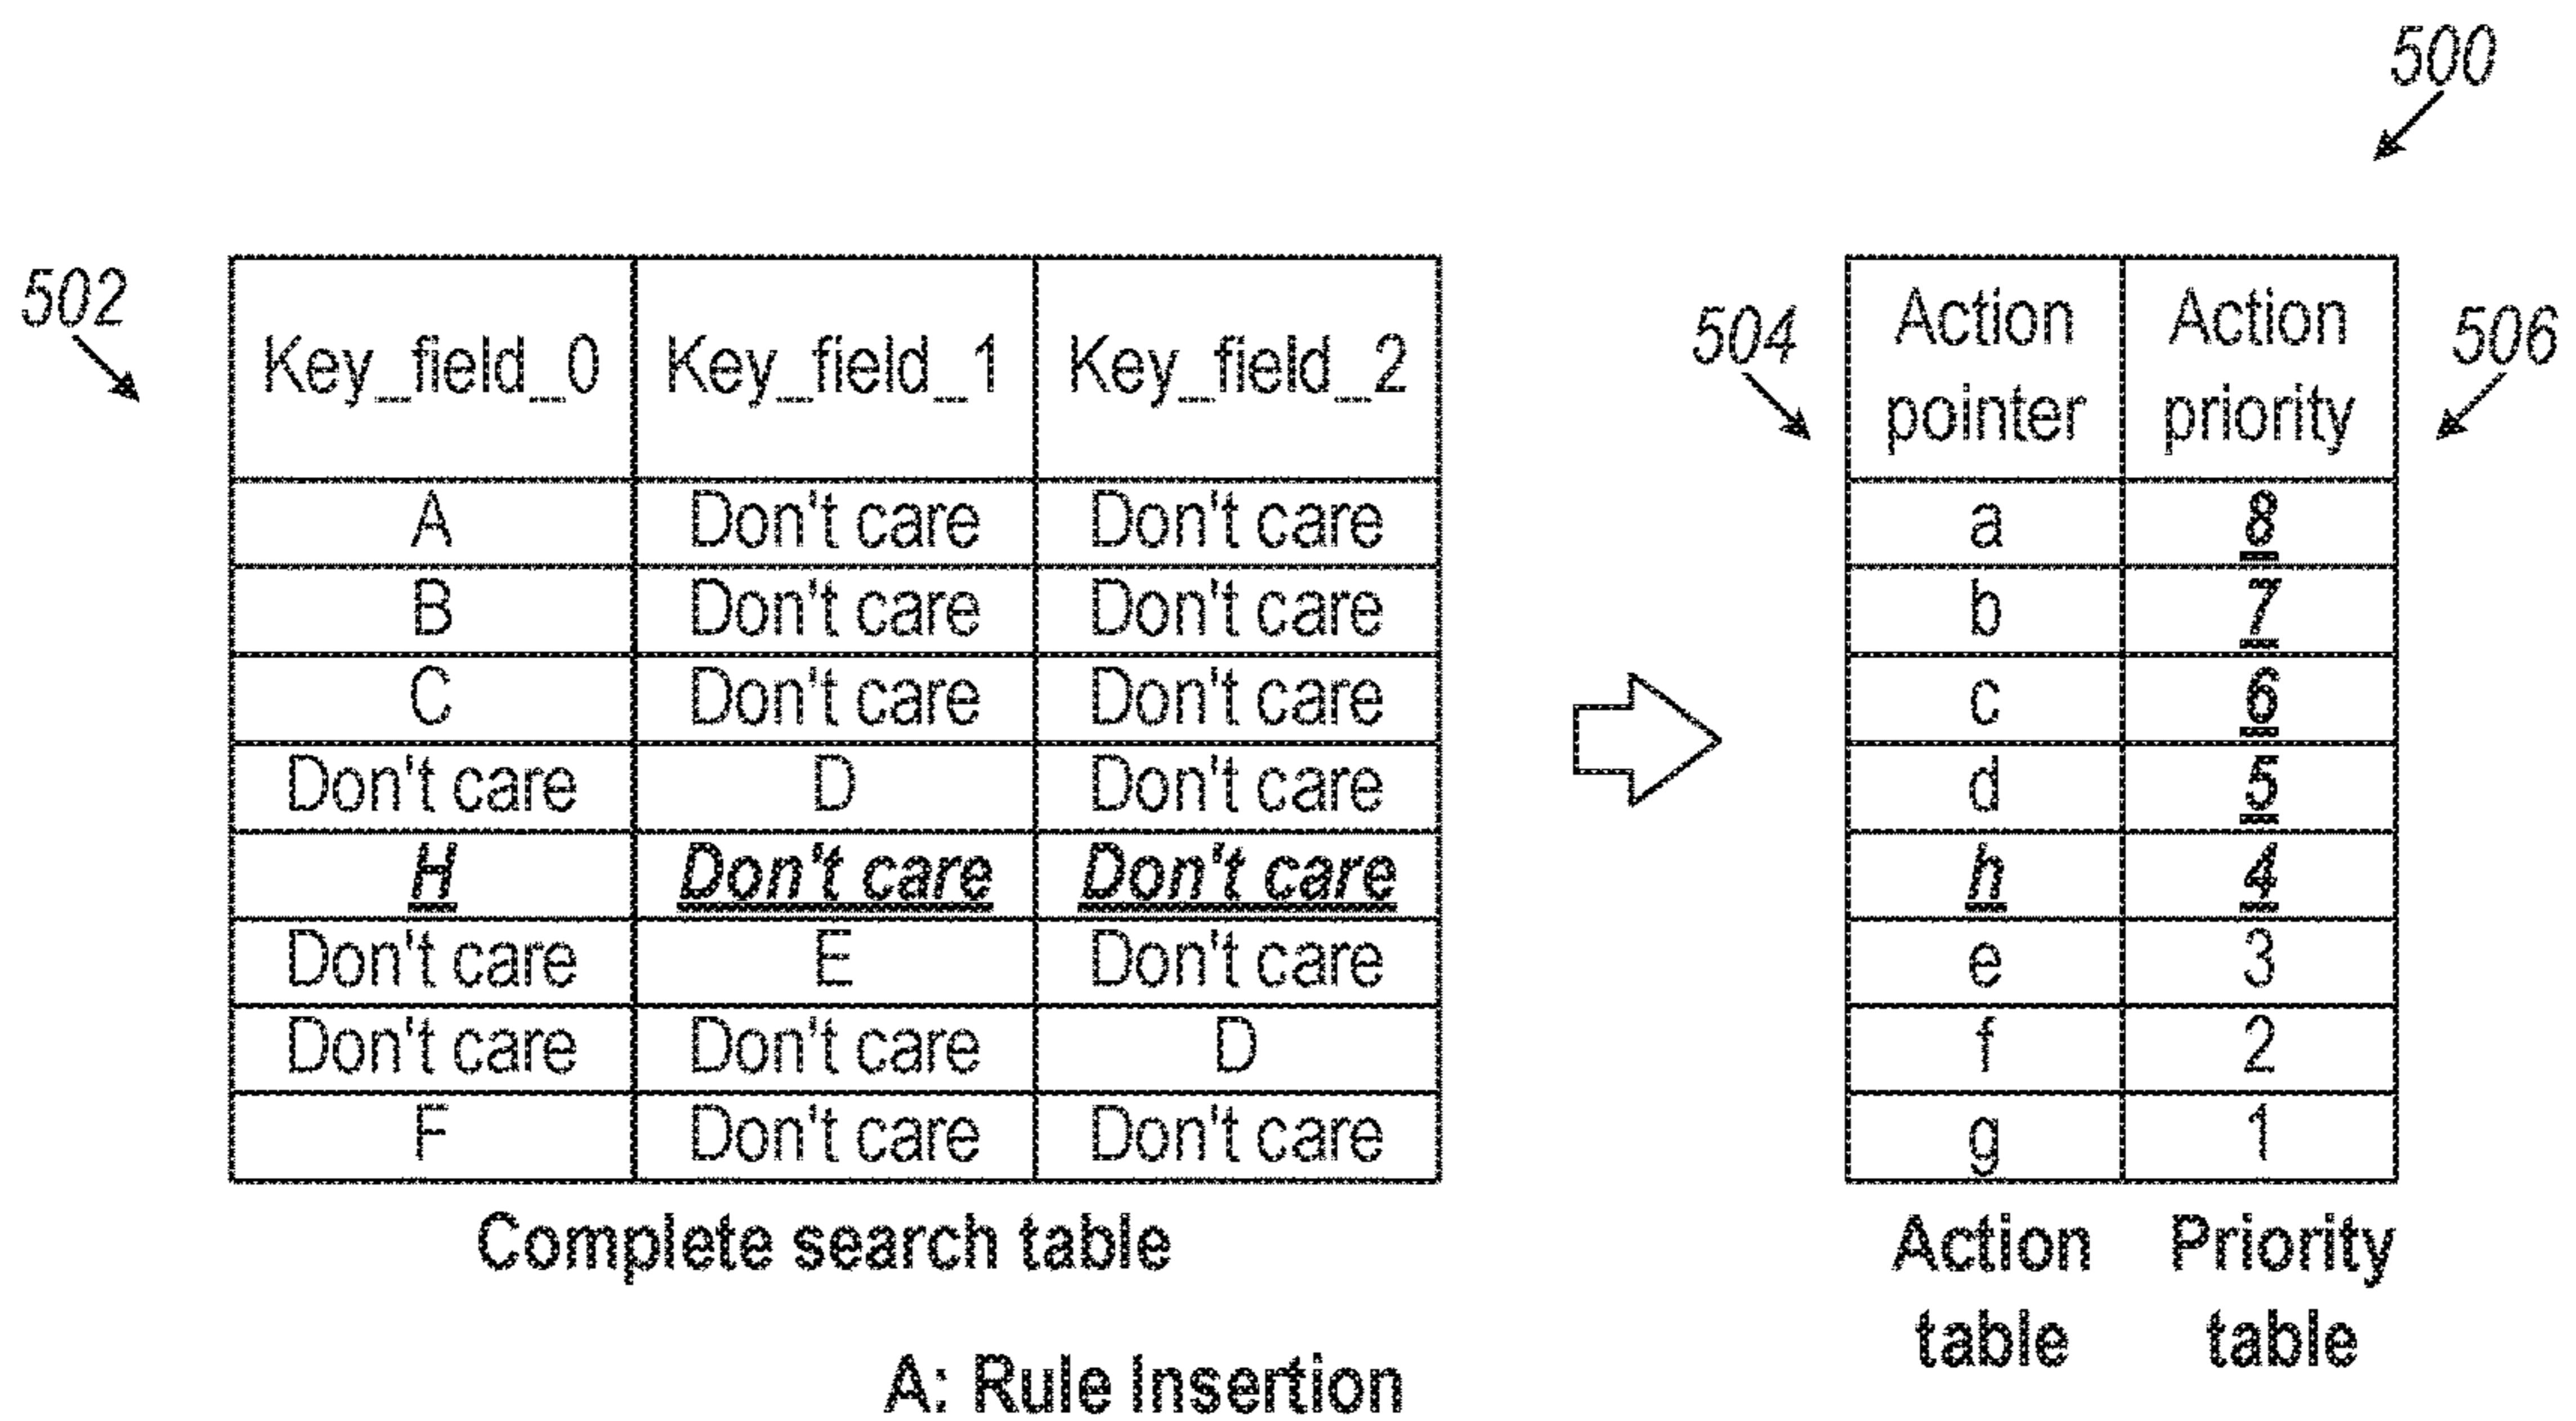 500
502
504
506
Key_field_0 Key_field_1 Key_field_2
A Don't care Don't care
B Don't care Don't care
C Don't care Don't care
Don't care D Don't care
H Don't care Don't care
Don't care E Don't care
Don't care Don't care D
F Don't care Don't care
Complete search table
Action Action
pointer priority
a 8
b 7
c 6
d 5
h 4
e 3
f 2
g 1
Action Priority
table table
A: Rule Insertion